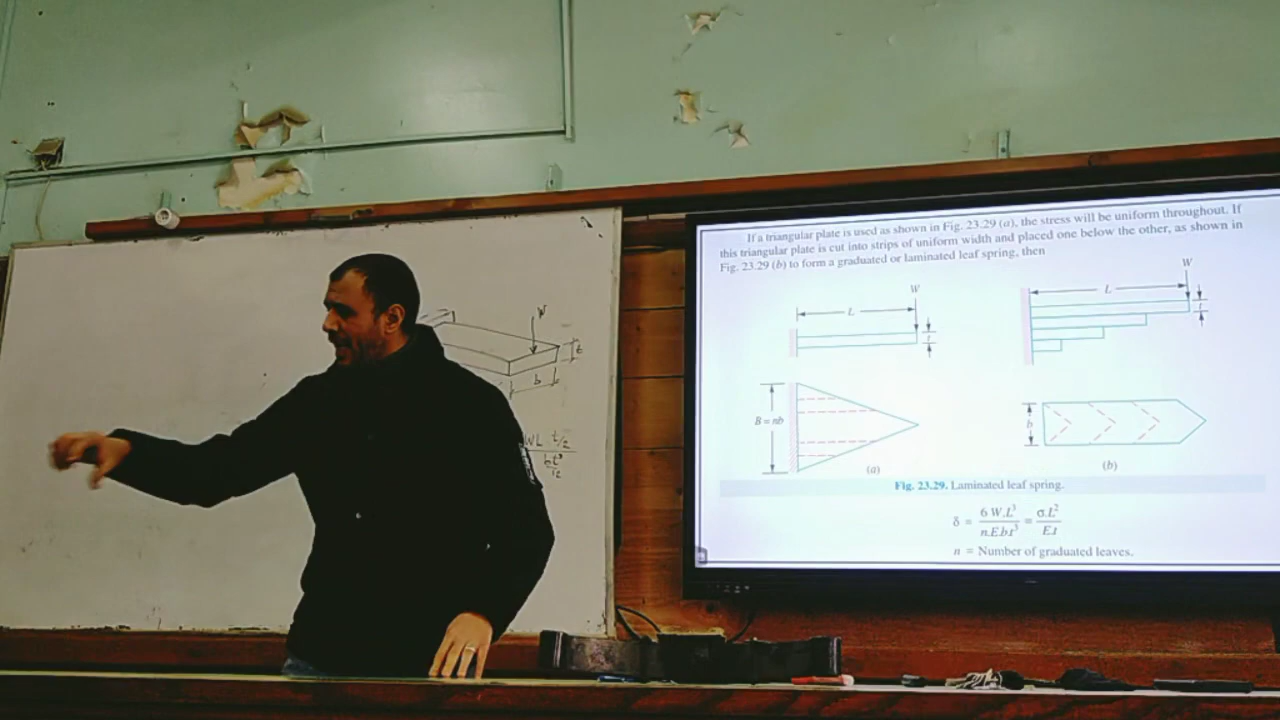 W
t
b
WL t/2
bt³
12
If a triangular plate is used as shown in Fig. 23.29 (a), the stress will be uniform throughout. If
this triangular plate is cut into strips of uniform width and placed one below the other, as shown in
Fig. 23.29 (b) to form a graduated or laminated leaf spring, then
W
L
t
W
L
t
B = nb
b
(a)
(b)
Fig. 23.29. Laminated leaf spring.
δ = 6 W.L³ / n.E.b.t³ = σ.L² / E.t
n = Number of graduated leaves.